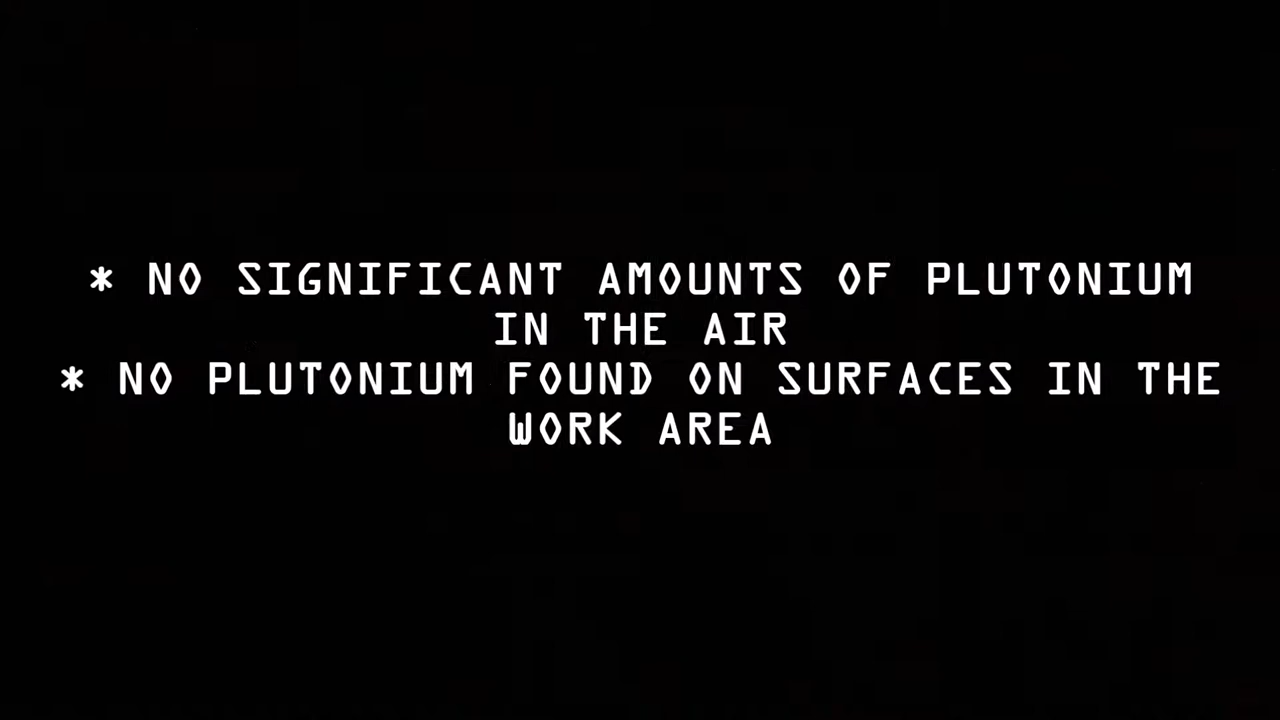 * NO SIGNIFICANT AMOUNTS OF PLUTONIUM
IN THE AIR
* NO PLUTONIUM FOUND ON SURFACES IN THE
WORK AREA